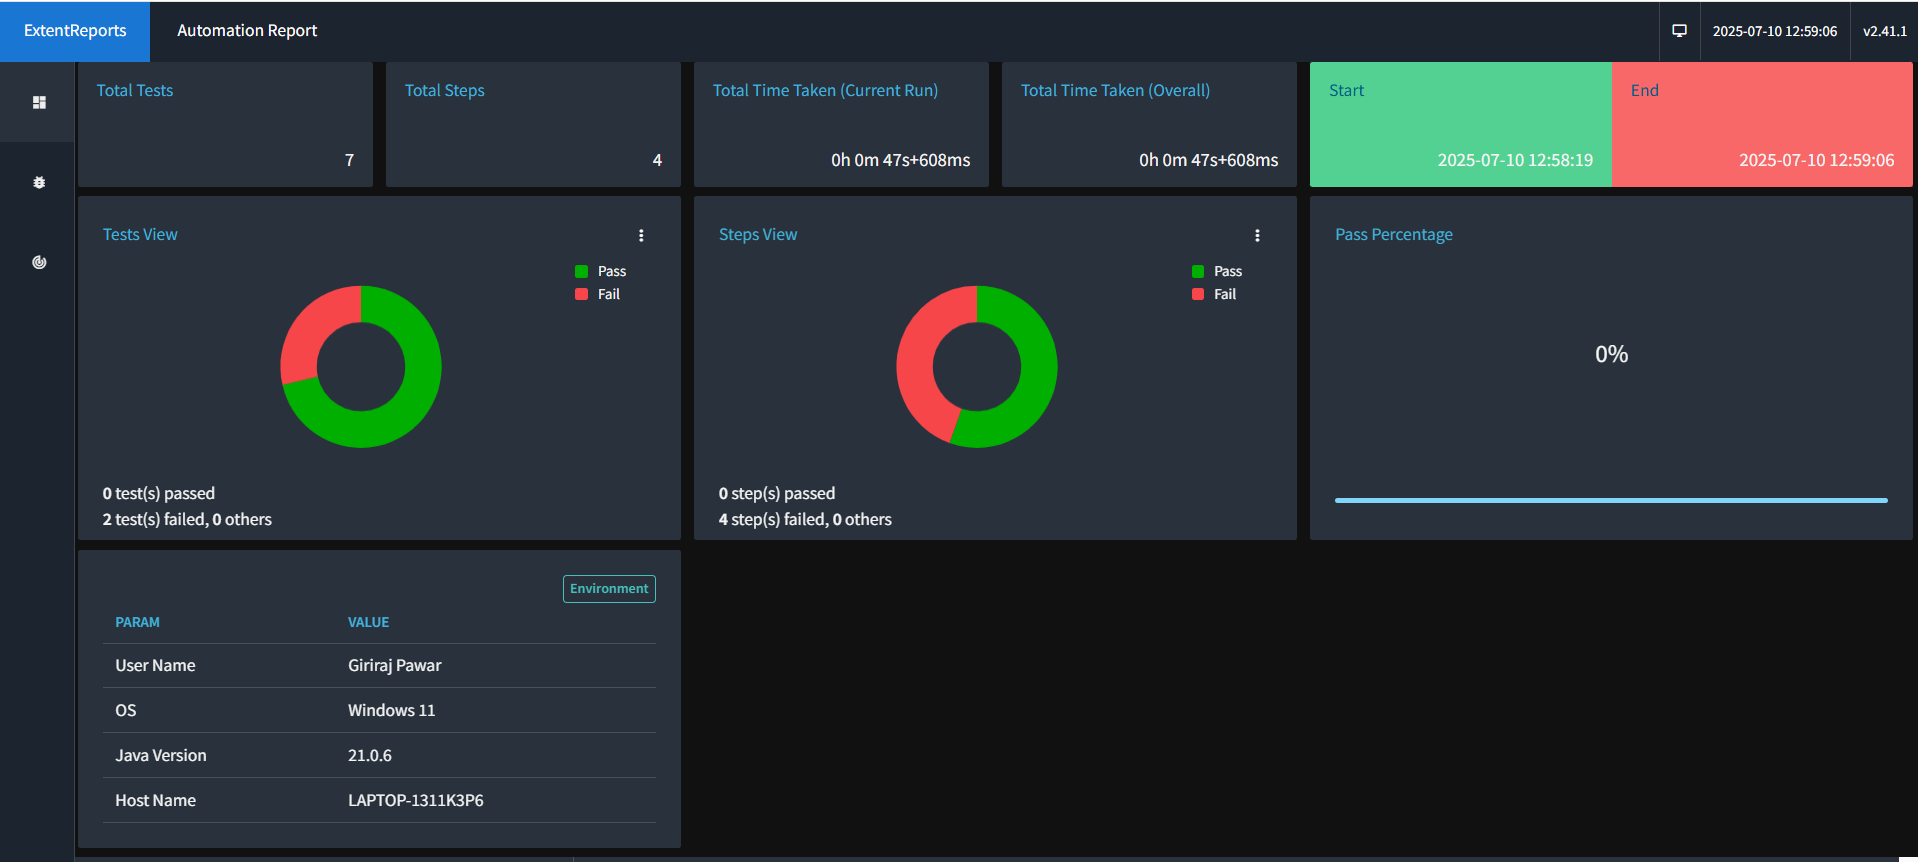 ExtentReports
Automation Report
2025-07-10 12:59:06
v2.41.1
Total Tests
7
Total Steps
4
Total Time Taken (Current Run)
0h 0m 47s+608ms
Total Time Taken (Overall)
0h 0m 47s+608ms
Start
2025-07-10 12:58:19
End
2025-07-10 12:59:06
Tests View
Pass
Fail
0 test(s) passed
2 test(s) failed, 0 others
Steps View
Pass
Fail
0 step(s) passed
4 step(s) failed, 0 others
Pass Percentage
0%
Environment
PARAM VALUE
User Name Giriraj Pawar
OS Windows 11
Java Version 21.0.6
Host Name LAPTOP-1311K3P6